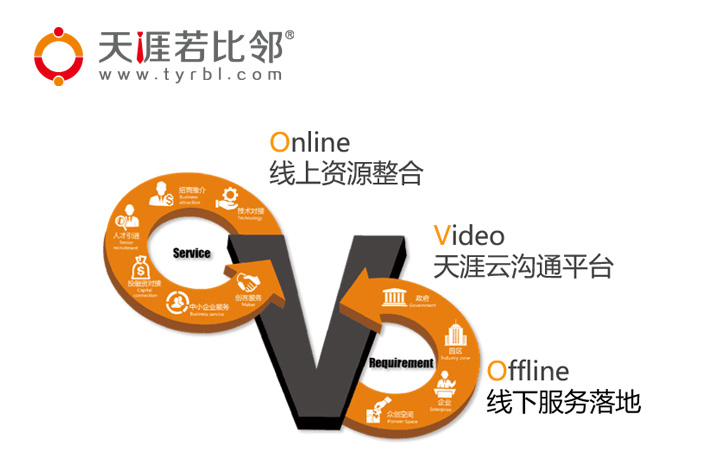 天涯若比邻®
www.tyrbl.com
Online
线上资源整合
招商推介
Business
attraction
技术对接
Technology
人才引进
Senior
recruitment
Service
投融资对接
Capital
connection
中小企业服务
Business service
创客服务
Maker
Video
天涯云沟通平台
政府
Government
园区
Industry zone
Requirement
企业
Enterprise
众创空间
Pioneer Space
Offline
线下服务落地